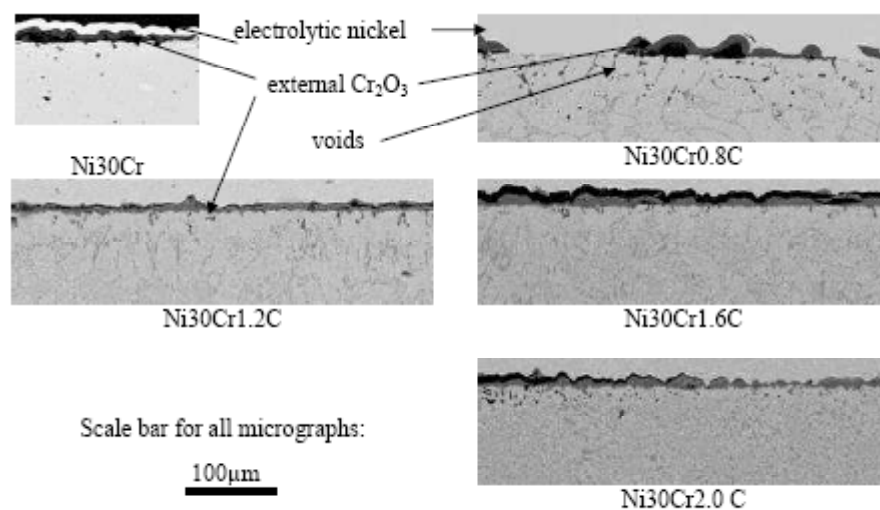 electrolytic nickel
external Cr₂O₃
voids
Ni30Cr
Ni30Cr0.8C
Ni30Cr1.2C
Ni30Cr1.6C
Scale bar for all micrographs:
100µm
Ni30Cr2.0 C